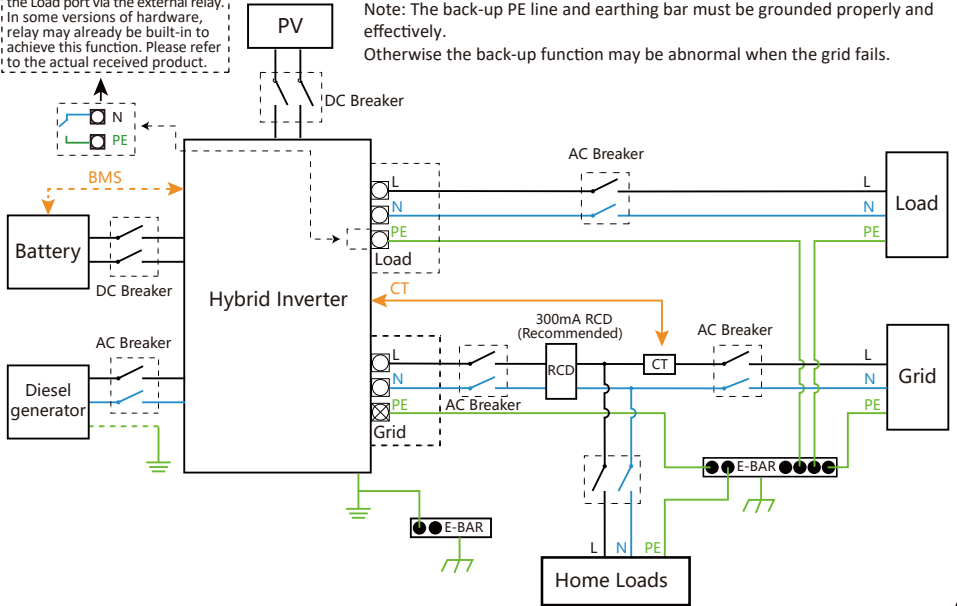 the Load port via the external relay.
In some versions of hardware,
relay may already be built-in to
achieve this function. Please refer
to the actual received product.
Note: The back-up PE line and earthing bar must be grounded properly and
effectively.
Otherwise the back-up function may be abnormal when the grid fails.
PV
DC Breaker
N
PE
BMS
Battery
DC Breaker
AC Breaker
Diesel
generator
Hybrid Inverter
L
N
PE
Load
AC Breaker
L
N
PE
Load
CT
300mA RCD
(Recommended)
AC Breaker
L
N
PE
Grid
AC Breaker
RCD
CT
L
N
PE
Grid
E-BAR
E-BAR
L
N
PE
Home Loads